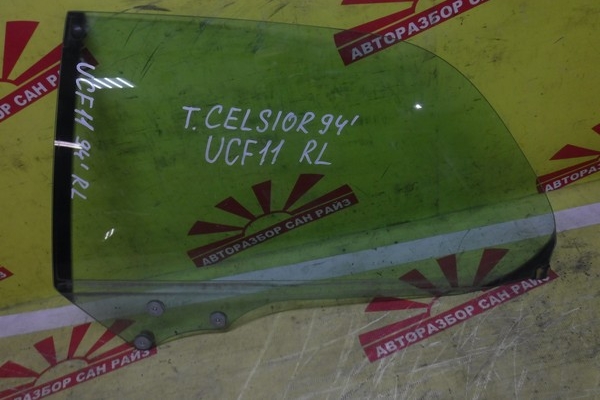 АВТОРАЗБОР САН РАЙЗ
UCF11 94' RL
T. CELSIOR 94'
UCF11 RL
АВТОРАЗБОР САН РАЙЗ
АВТОРАЗБОР САН РАЙЗ